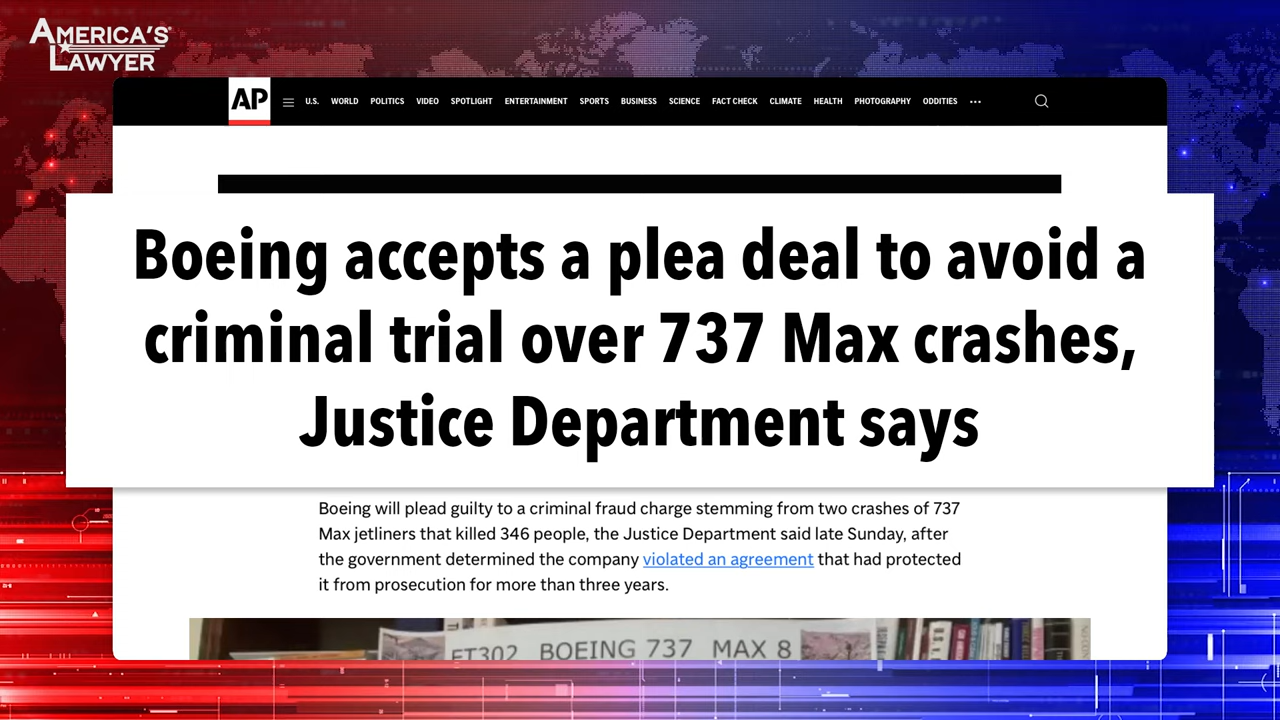 AMERICA'S
LAWYER
AP
U.S. WORLD POLITICS VIDEO SPOTLIGHT ENTERTAINMENT SPORTS BUSINESS SCIENCE FACT CHECK CLIMATE HEALTH PHOTOGRAPHY ODDITIES ...
Boeing accepts a plea deal to avoid a
criminal trial over 737 Max crashes,
Justice Department says
Boeing will plead guilty to a criminal fraud charge stemming from two crashes of 737
Max jetliners that killed 346 people, the Justice Department said late Sunday, after
the government determined the company violated an agreement that had protected
it from prosecution for more than three years.
ET302 BOEING 737 MAX 8